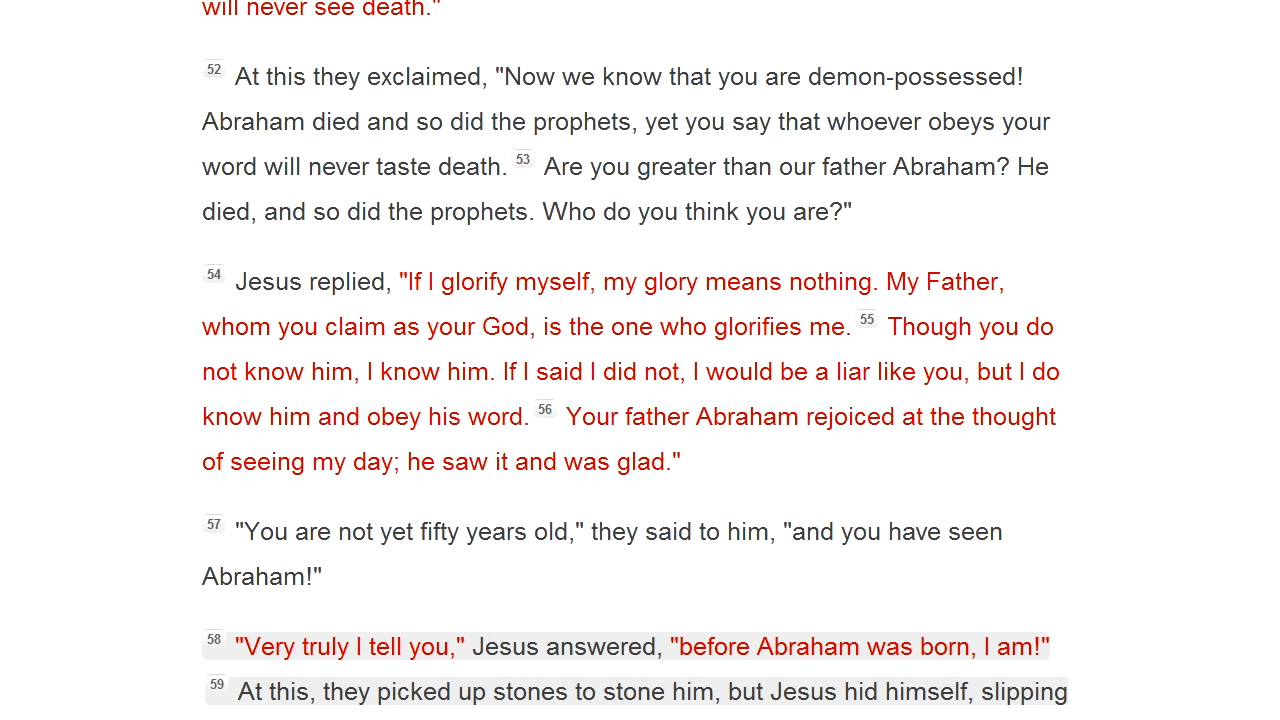 will never see death."
52 At this they exclaimed, "Now we know that you are demon-possessed!
Abraham died and so did the prophets, yet you say that whoever obeys your
word will never taste death. 53 Are you greater than our father Abraham? He
died, and so did the prophets. Who do you think you are?"
54 Jesus replied, "If I glorify myself, my glory means nothing. My Father,
whom you claim as your God, is the one who glorifies me. 55 Though you do
not know him, I know him. If I said I did not, I would be a liar like you, but I do
know him and obey his word. 56 Your father Abraham rejoiced at the thought
of seeing my day; he saw it and was glad."
57 "You are not yet fifty years old," they said to him, "and you have seen
Abraham!"
58 "Very truly I tell you," Jesus answered, "before Abraham was born, I am!"
59 At this, they picked up stones to stone him, but Jesus hid himself, slipping